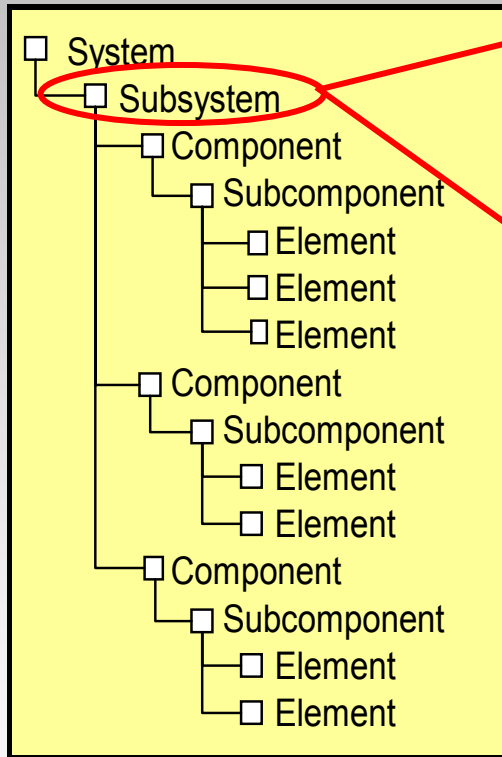 System
Subsystem
Component
Subcomponent
Element
Element
Element
Component
Subcomponent
Element
Element
Component
Subcomponent
Element
Element